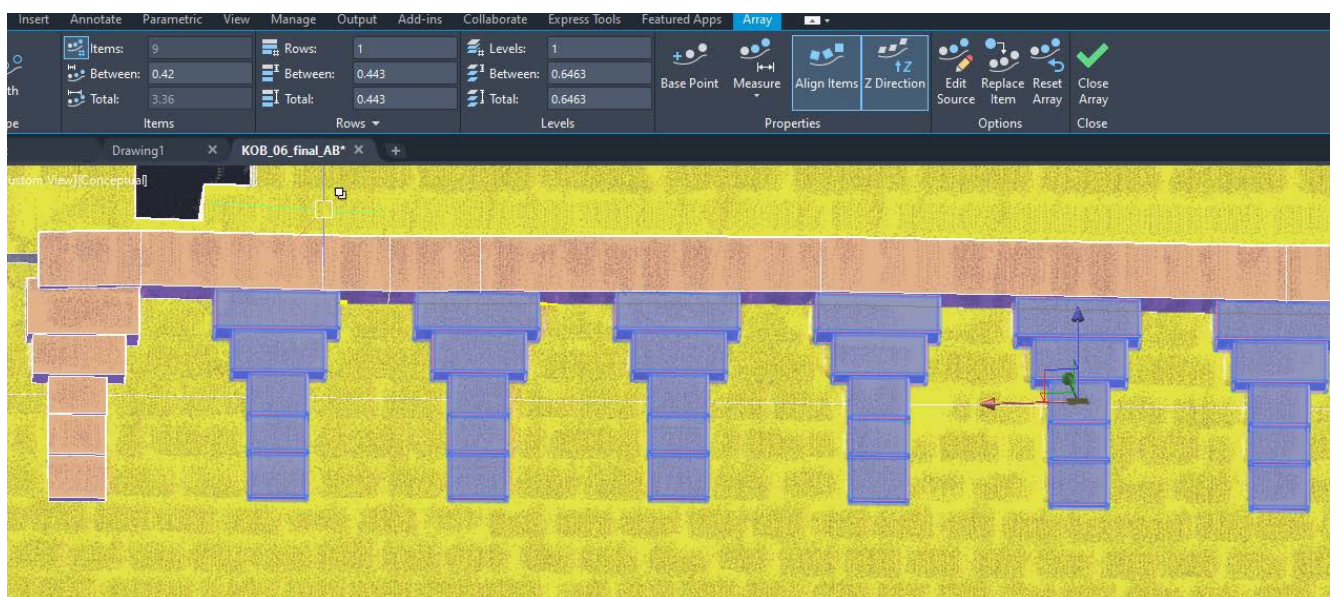 Insert Annotate Parametric View Manage Output Add-ins Collaborate Express Tools Featured Apps Array
Items: 9 Rows: 1 Levels: 1
Between: 0.42 Between: 0.443 Between: 0.6463
Total: 3.36 Total: 0.443 Total: 0.6463
Base Point Measure Align Items Z Direction Edit Source Replace Item Reset Array Close Array
Items Rows Levels Properties Options Close
Drawing1 KOB_06_final_AB*
][Conceptual]